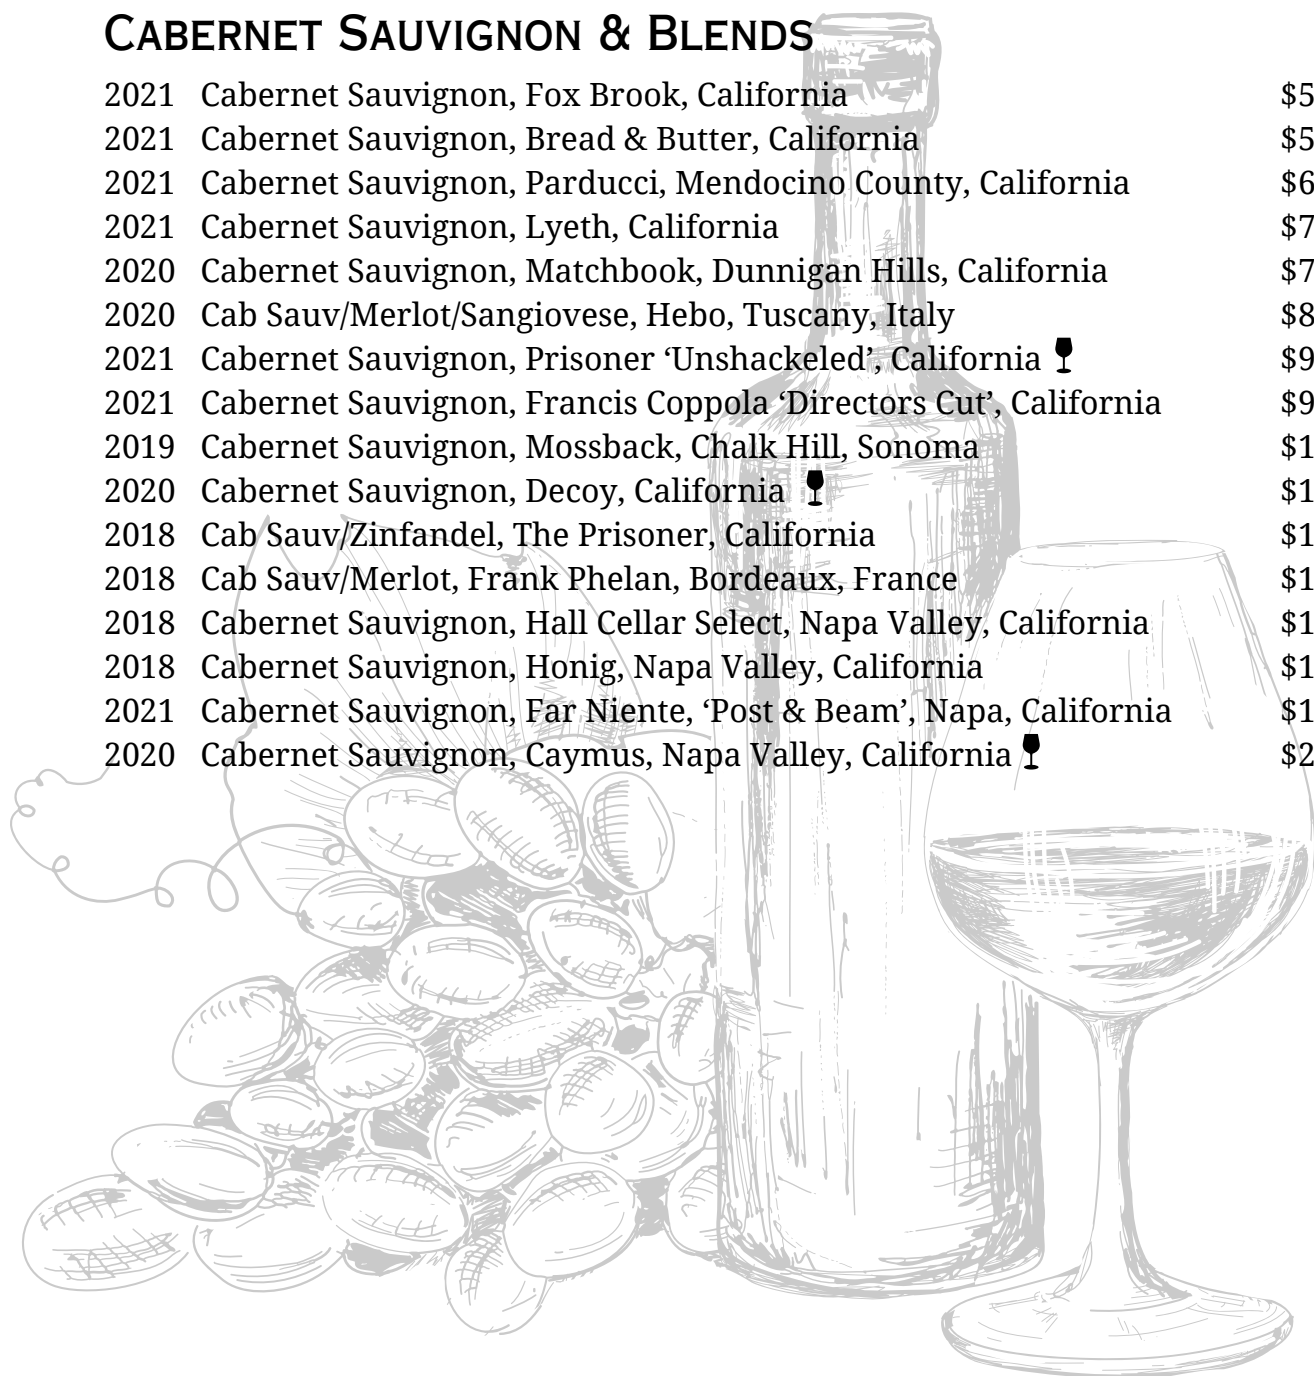 Cabernet Sauvignon & Blends
2021 Cabernet Sauvignon, Fox Brook, California $5
2021 Cabernet Sauvignon, Bread & Butter, California $5
2021 Cabernet Sauvignon, Parducci, Mendocino County, California $6
2021 Cabernet Sauvignon, Lyeth, California $7
2020 Cabernet Sauvignon, Matchbook, Dunnigan Hills, California $7
2020 Cab Sauv/Merlot/Sangiovese, Hebo, Tuscany, Italy $8
2021 Cabernet Sauvignon, Prisoner ‘Unshackeled’, California $9
2021 Cabernet Sauvignon, Francis Coppola ‘Directors Cut’, California $9
2019 Cabernet Sauvignon, Mossback, Chalk Hill, Sonoma $1
2020 Cabernet Sauvignon, Decoy, California $1
2018 Cab Sauv/Zinfandel, The Prisoner, California $1
2018 Cab Sauv/Merlot, Frank Phelan, Bordeaux, France $1
2018 Cabernet Sauvignon, Hall Cellar Select, Napa Valley, California $1
2018 Cabernet Sauvignon, Honig, Napa Valley, California $1
2021 Cabernet Sauvignon, Far Niente, ‘Post & Beam’, Napa, California $1
2020 Cabernet Sauvignon, Caymus, Napa Valley, California $2